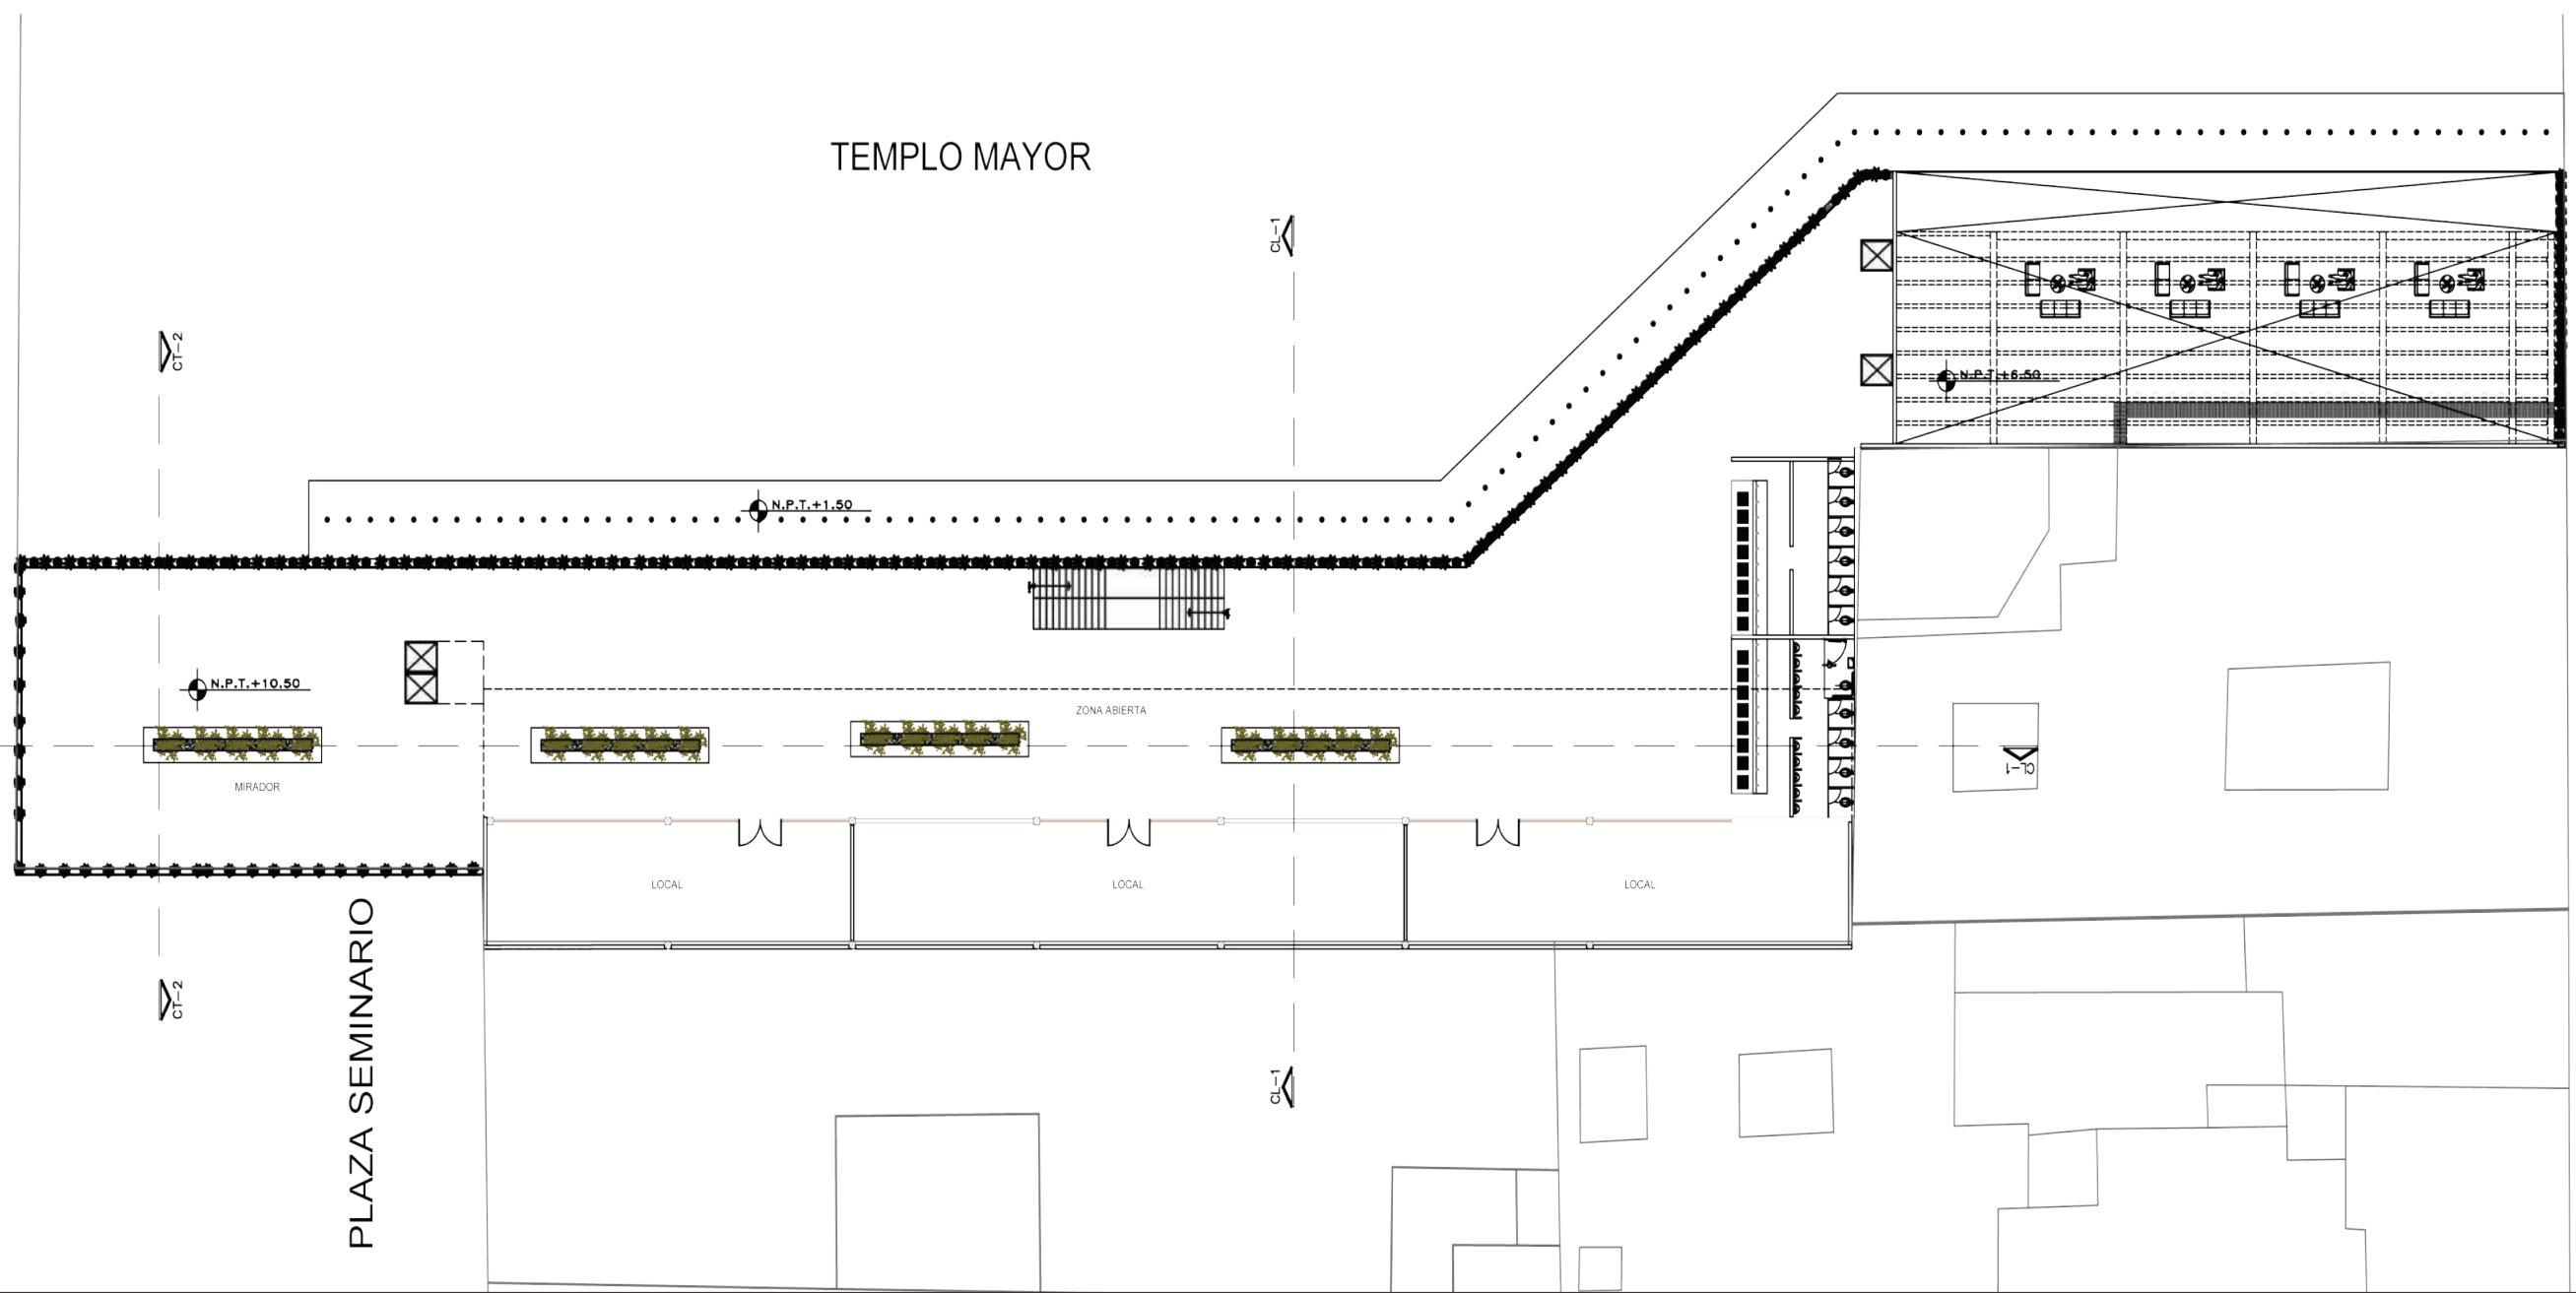 TEMPLO MAYOR
CL-1
CT-2
N.P.T.+6.50
N.P.T.+1.50
N.P.T.+10.50
ZONA ABIERTA
CL-1
MIRADOR
LOCAL
LOCAL
LOCAL
PLAZA SEMINARIO
CT-2
CL-1